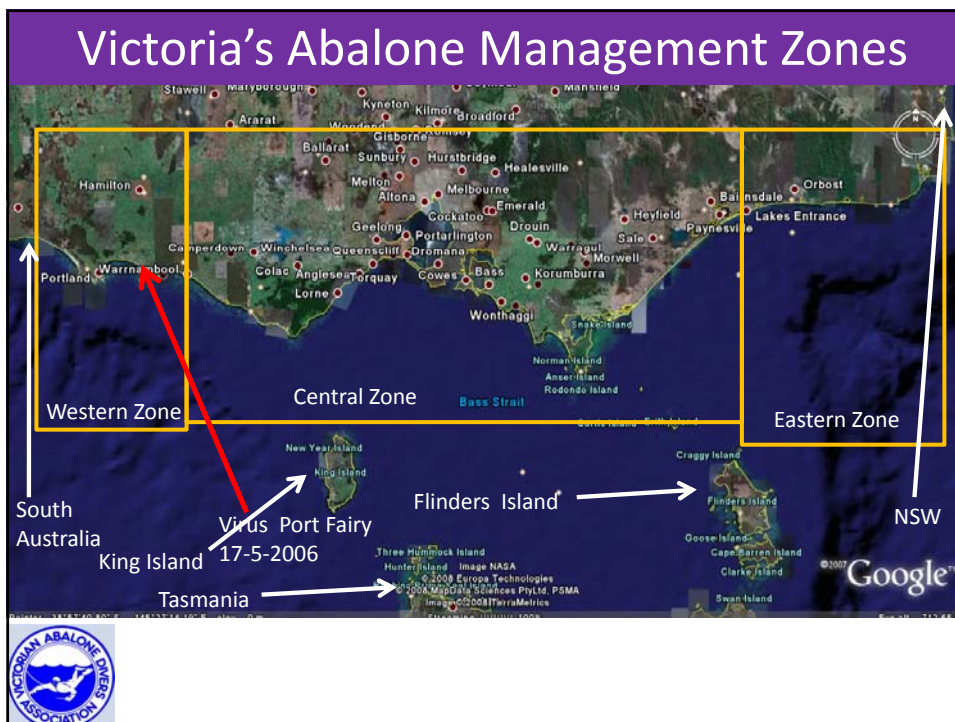 Victoria's Abalone Management Zones
Stawell
Maryborough
Mansfield
Kyneton
Kilmore
Broadford
Ararat
Woodend
Romsey
Gisborne
Ballarat
Sunbury
Hurstbridge
Healesville
Hamilton
Melton
Melbourne
Altona
Orbost
Bairnsdale
Cockatoo
Emerald
Heyfield
Lakes Entrance
Geelong
Portarlington
Drouin
Sale
Paynesville
Camperdown
Winchelsea
Queenscliff
Dromana
Warragul
Morwell
Portland
Warrnambool
Colac
Anglesea
Torquay
Cowes
Bass
Korumburra
Lorne
Wonthaggi
Snake Island
Norman Island
Anser Island
Rodondo Island
Western Zone
Central Zone
Bass Strait
Eastern Zone
Curtis Island
New Year Island
King Island
Craggy Island
Flinders Island
Flinders Island
South
Australia
Virus Port Fairy
17-5-2006
NSW
King Island
Goose Island
Cape Barren Island
Clarke Island
Three Hummock Island
Hunter Island
Image NASA
©2008 Europa Technologies
©2008 MapData Sciences PtyLtd, PSMA
Image ©2008 TerraMetrics
©2007 Google™
Tasmania
Swan Island
VICTORIAN ABALONE DIVERS ASSOCIATION